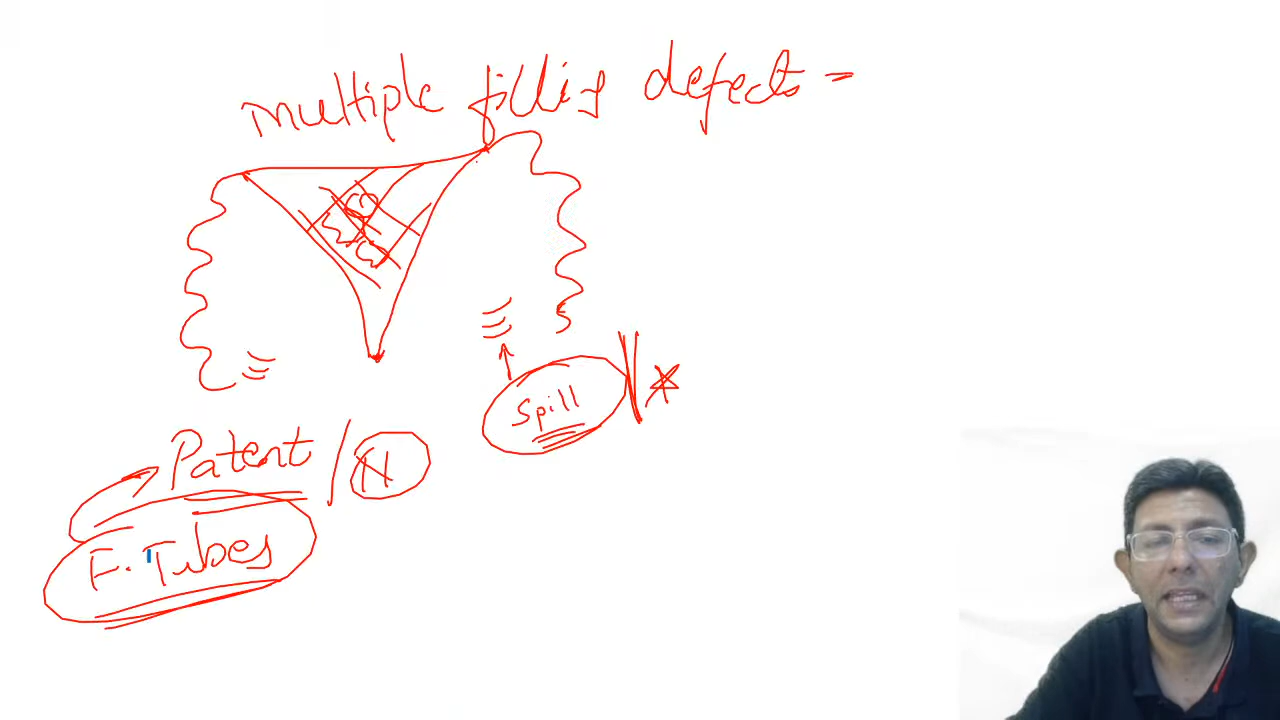 multiple filling defects =
Spill
Patent / N
F. Tubes